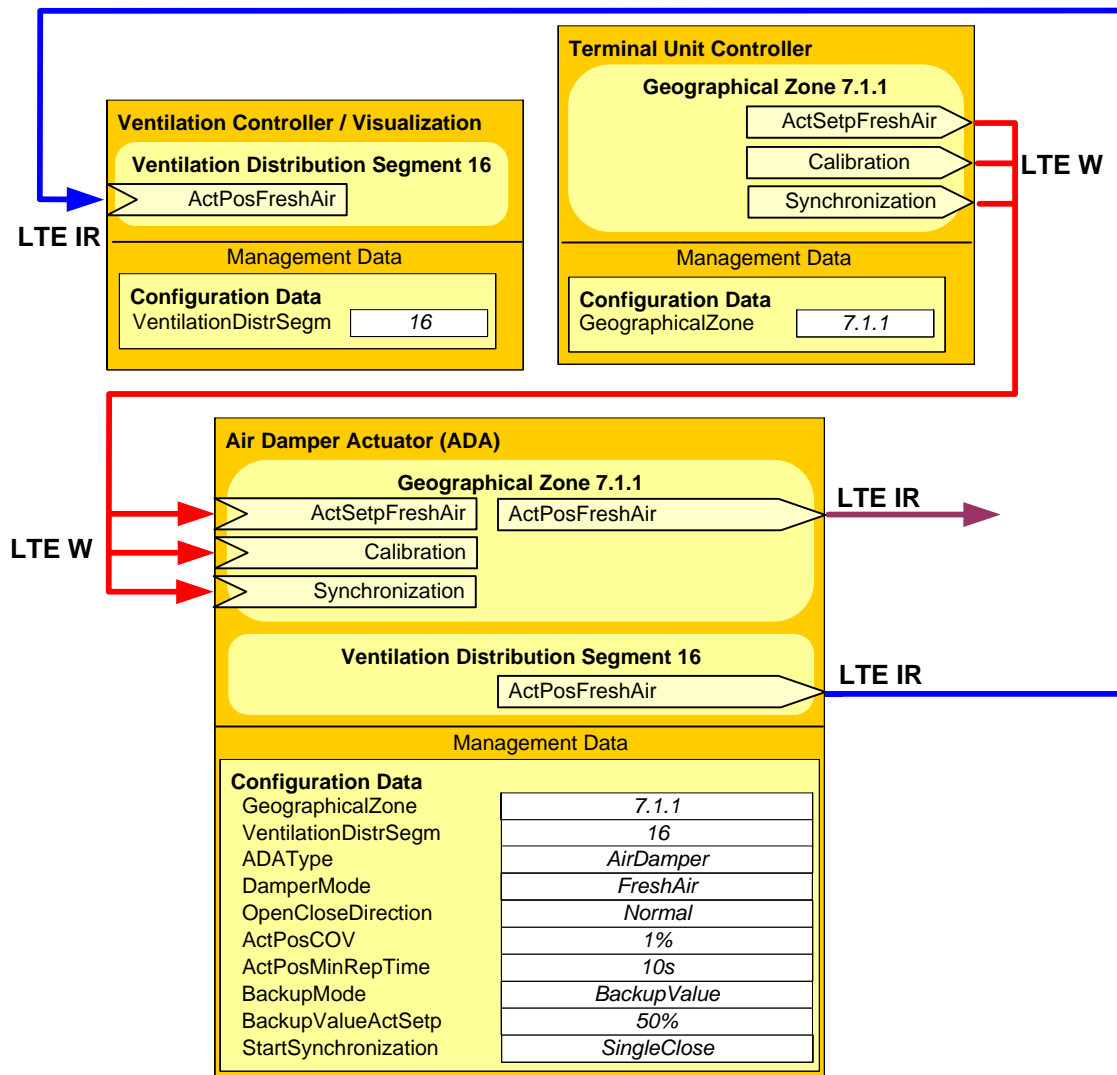 Terminal Unit Controller
Geographical Zone 7.1.1
ActSetpFreshAir
Calibration
Synchronization
LTE W
Management Data
Configuration Data
GeographicalZone 7.1.1
Ventilation Controller / Visualization
Ventilation Distribution Segment 16
ActPosFreshAir
LTE IR
Management Data
Configuration Data
VentilationDistrSegm 16
Air Damper Actuator (ADA)
Geographical Zone 7.1.1
ActSetpFreshAir ActPosFreshAir
LTE IR
Calibration
LTE W
Synchronization
Ventilation Distribution Segment 16
ActPosFreshAir
LTE IR
Management Data
Configuration Data
GeographicalZone 7.1.1
VentilationDistrSegm 16
ADAType AirDamper
DamperMode FreshAir
OpenCloseDirection Normal
ActPosCOV 1%
ActPosMinRepTime 10s
BackupMode BackupValue
BackupValueActSetp 50%
StartSynchronization SingleClose